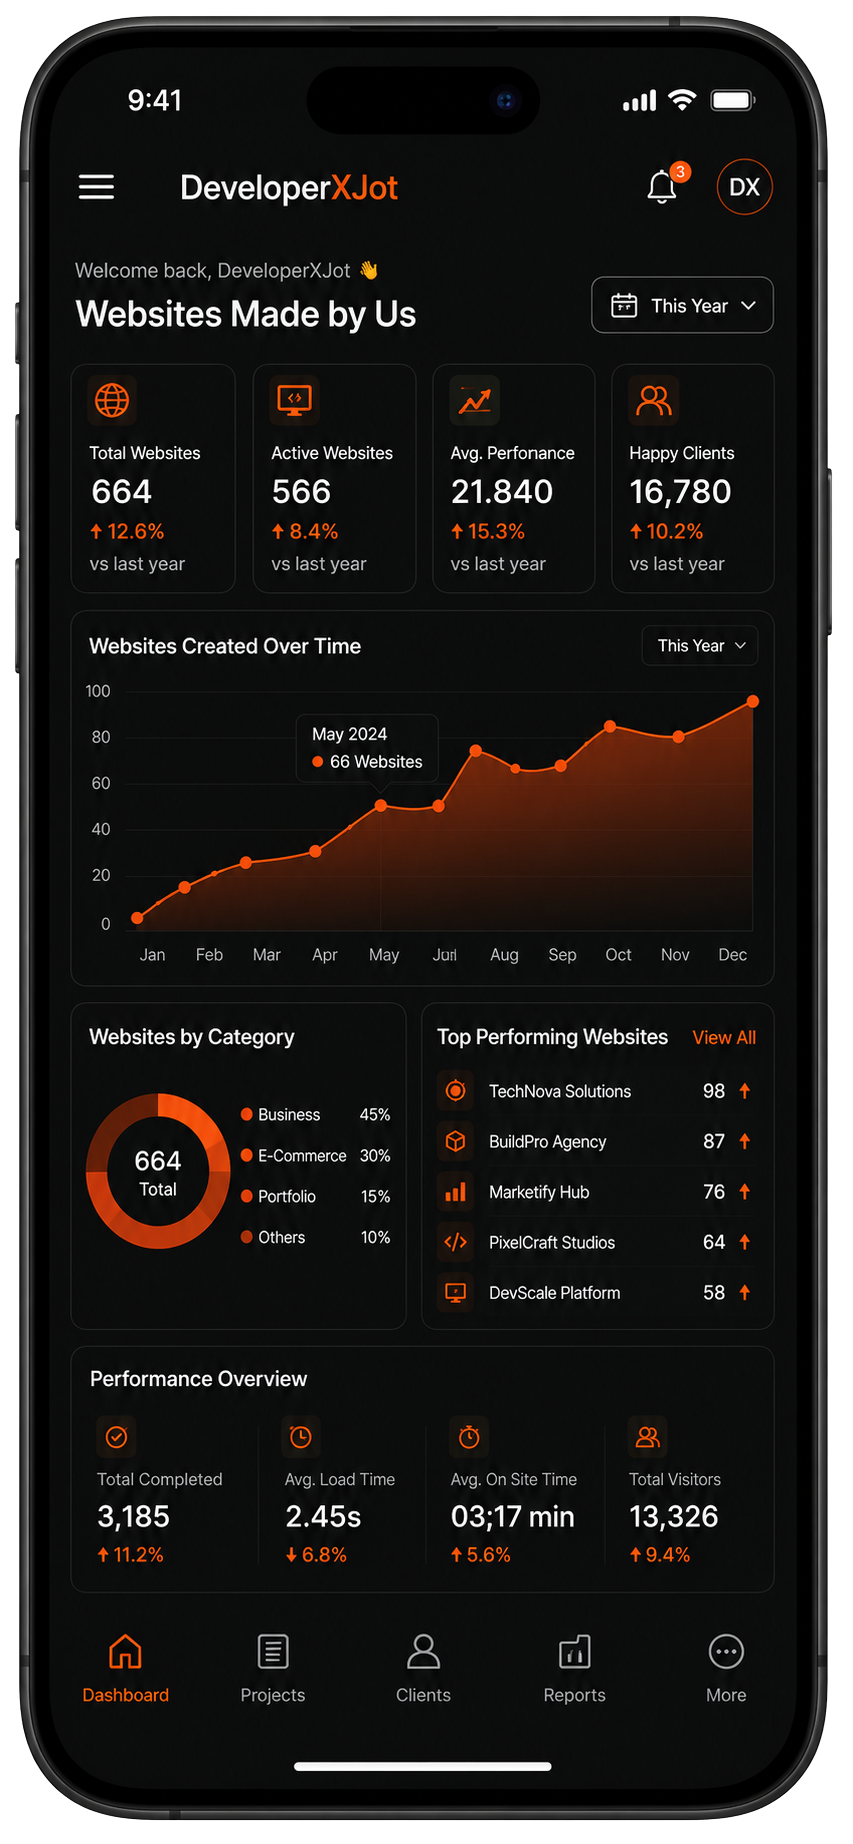 9:41
DeveloperXJot
3
DX
Welcome back, DeveloperXJot 👋
Websites Made by Us
This Year
Total Websites
664
↑ 12.6%
vs last year
Active Websites
566
↑ 8.4%
vs last year
Avg. Perfonance
21.840
↑ 15.3%
vs last year
Happy Clients
16,780
↑ 10.2%
vs last year
Websites Created Over Time
This Year
100
80
60
40
20
0
May 2024
66 Websites
Jan Feb Mar Apr May Aug Sep Oct Nov Dec
Websites by Category
664
Total
Business 45%
E-Commerce 30%
Portfolio 15%
Others 10%
Top Performing Websites View All
TechNova Solutions 98 ↑
BuildPro Agency 87 ↑
Marketify Hub 76 ↑
PixelCraft Studios 64 ↑
DevScale Platform 58 ↑
Performance Overview
Total Completed
3,185
↑ 11.2%
Avg. Load Time
2.45s
↓ 6.8%
Avg. On Site Time
03;17 min
↑ 5.6%
Total Visitors
13,326
↑ 9.4%
Dashboard
Projects
Clients
Reports
More